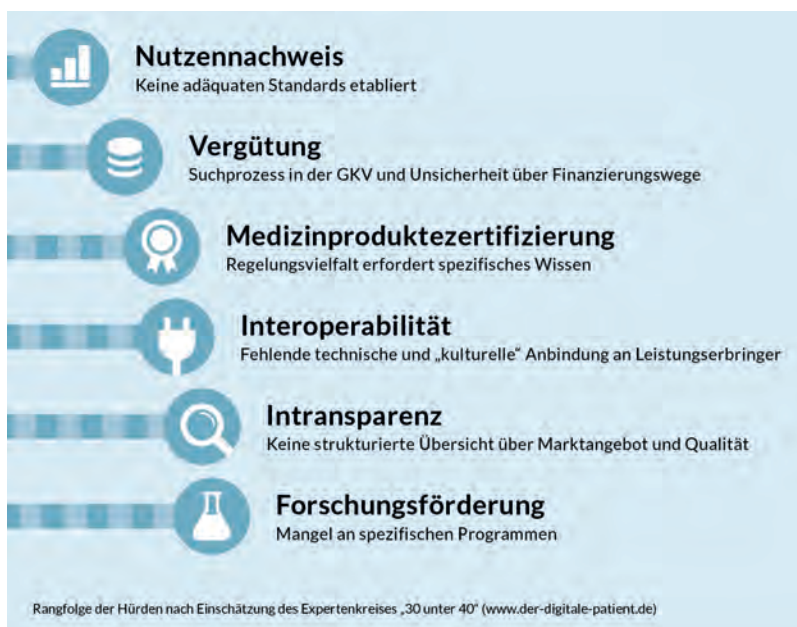 Nutzennachweis
Keine adäquaten Standards etabliert
Vergütung
Suchprozess in der GKV und Unsicherheit über Finanzierungswege
Medizinproduktezertifizierung
Regelungsvielfalt erfordert spezifisches Wissen
Interoperabilität
Fehlende technische und „kulturelle“ Anbindung an Leistungserbringer
Intransparenz
Keine strukturierte Übersicht über Marktangebot und Qualität
Forschungsförderung
Mangel an spezifischen Programmen
Rangfolge der Hürden nach Einschätzung des Expertenkreises „30 unter 40“ (www.der-digitale-patient.de)